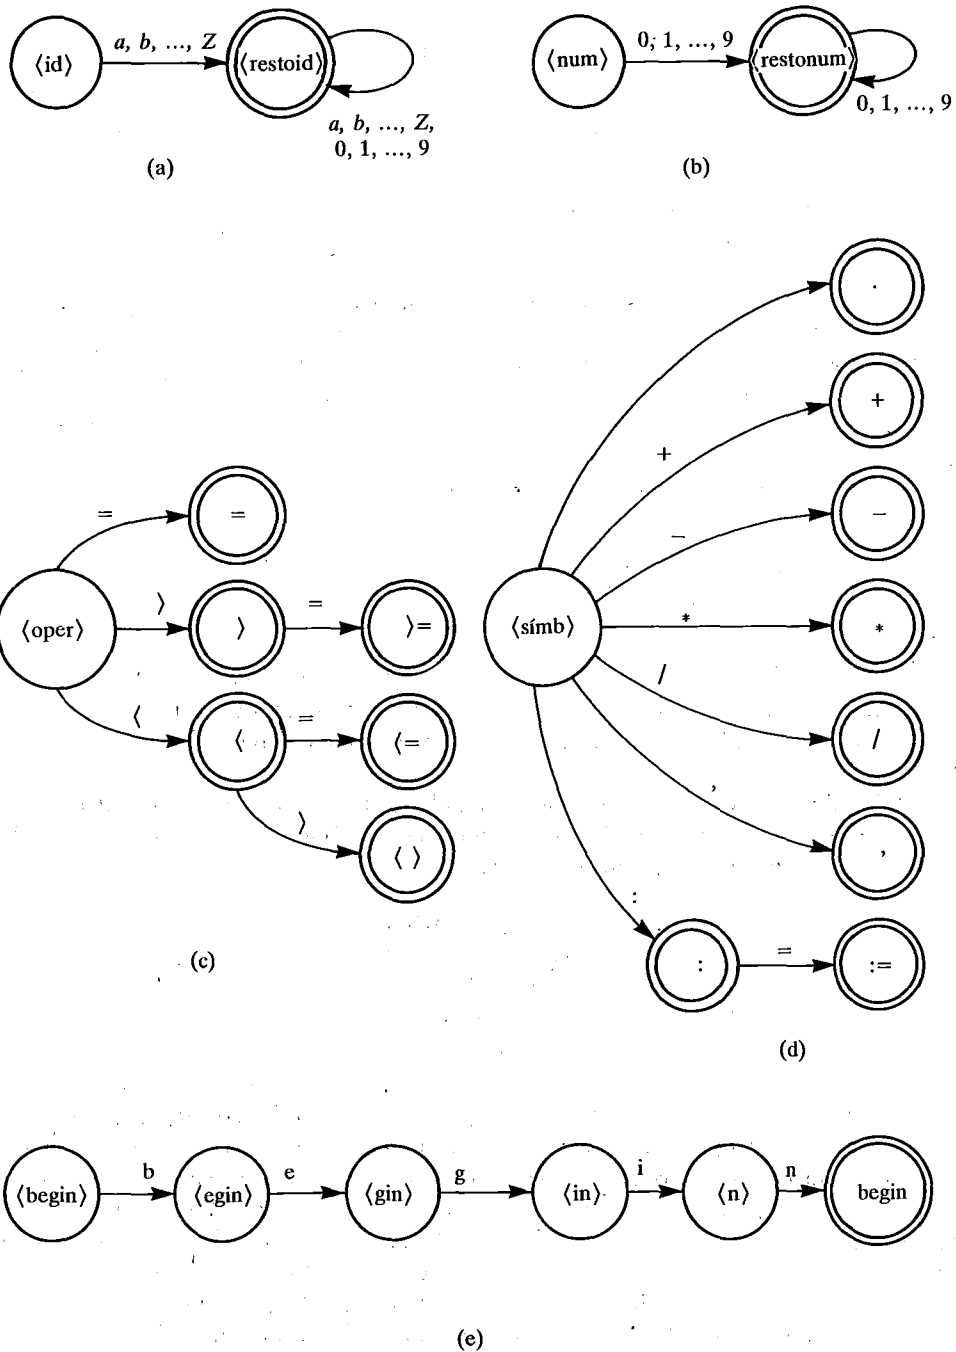 ⟨id⟩ a, b, ..., Z ⟨restoid⟩
a, b, ..., Z,
0, 1, ..., 9
(a)
⟨num⟩ 0, 1, ..., 9 ⟨restonum⟩
0, 1, ..., 9
(b)
⟨oper⟩
= =
⟩ ⟩ = ⟩=
⟨ ⟨ = ⟨=
⟩ ⟨ ⟩
(c)
⟨símb⟩
.
+ +
− −
* *
/ /
, ,
: : = :=
(d)
⟨begin⟩ b ⟨egin⟩ e ⟨gin⟩ g ⟨in⟩ i ⟨n⟩ n begin
(e)